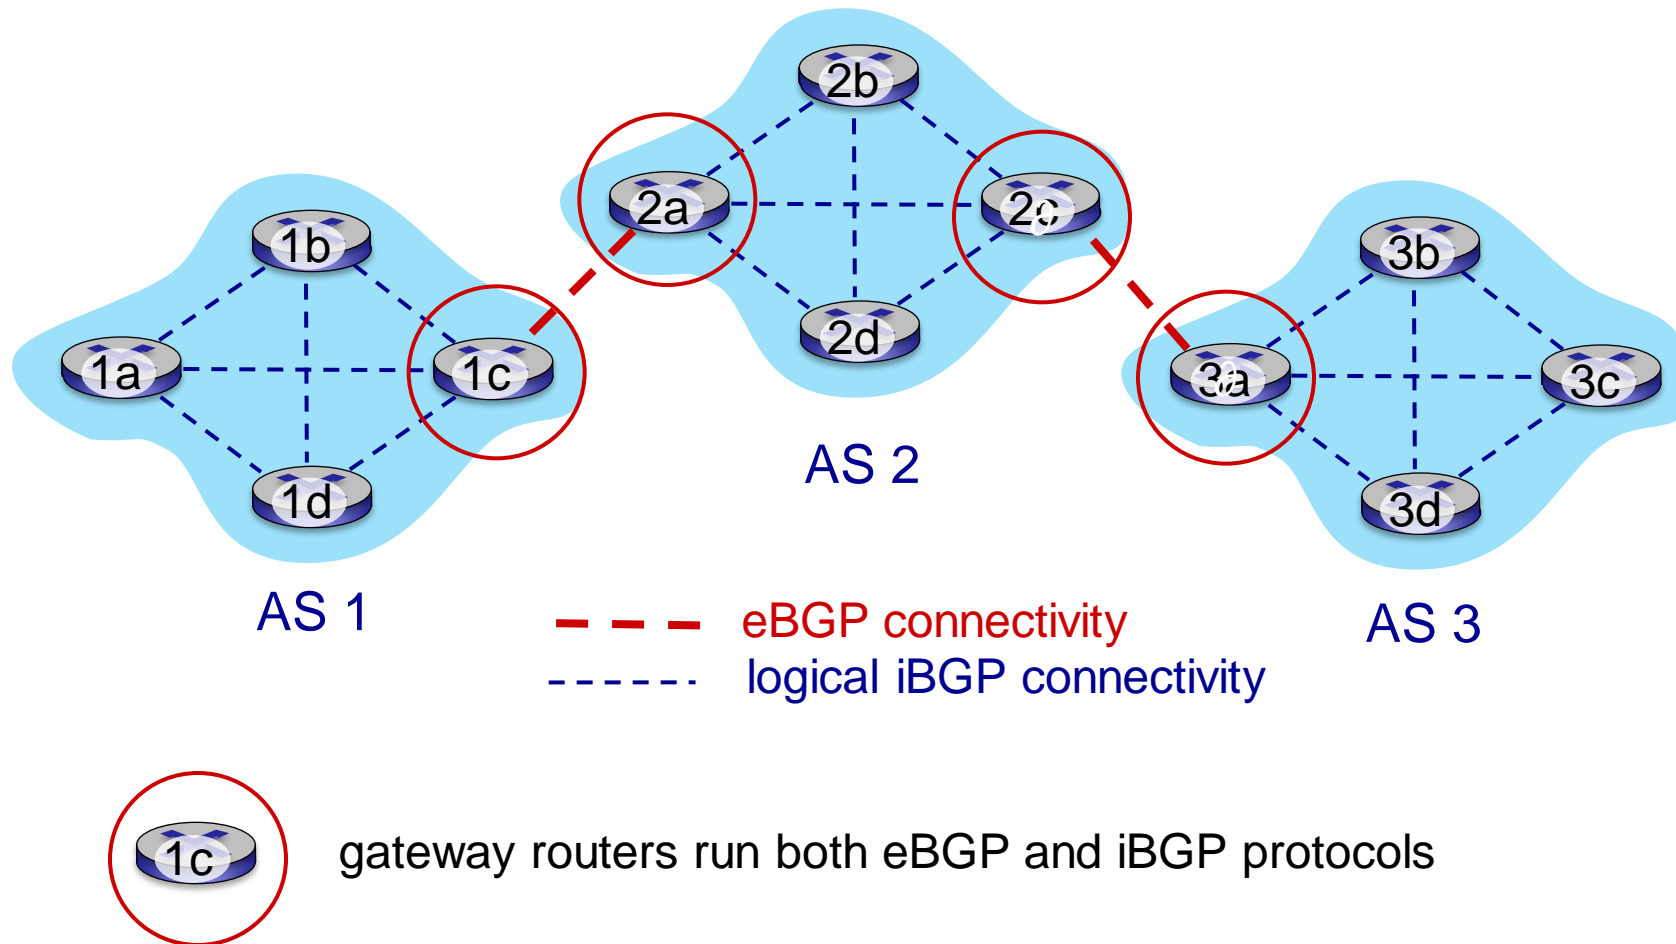 2b
2a
2c
1b
3b
2d
1a
1c
3a
3c
AS 2
1d
3d
AS 1
eBGP connectivity
AS 3
logical iBGP connectivity
1c
gateway routers run both eBGP and iBGP protocols